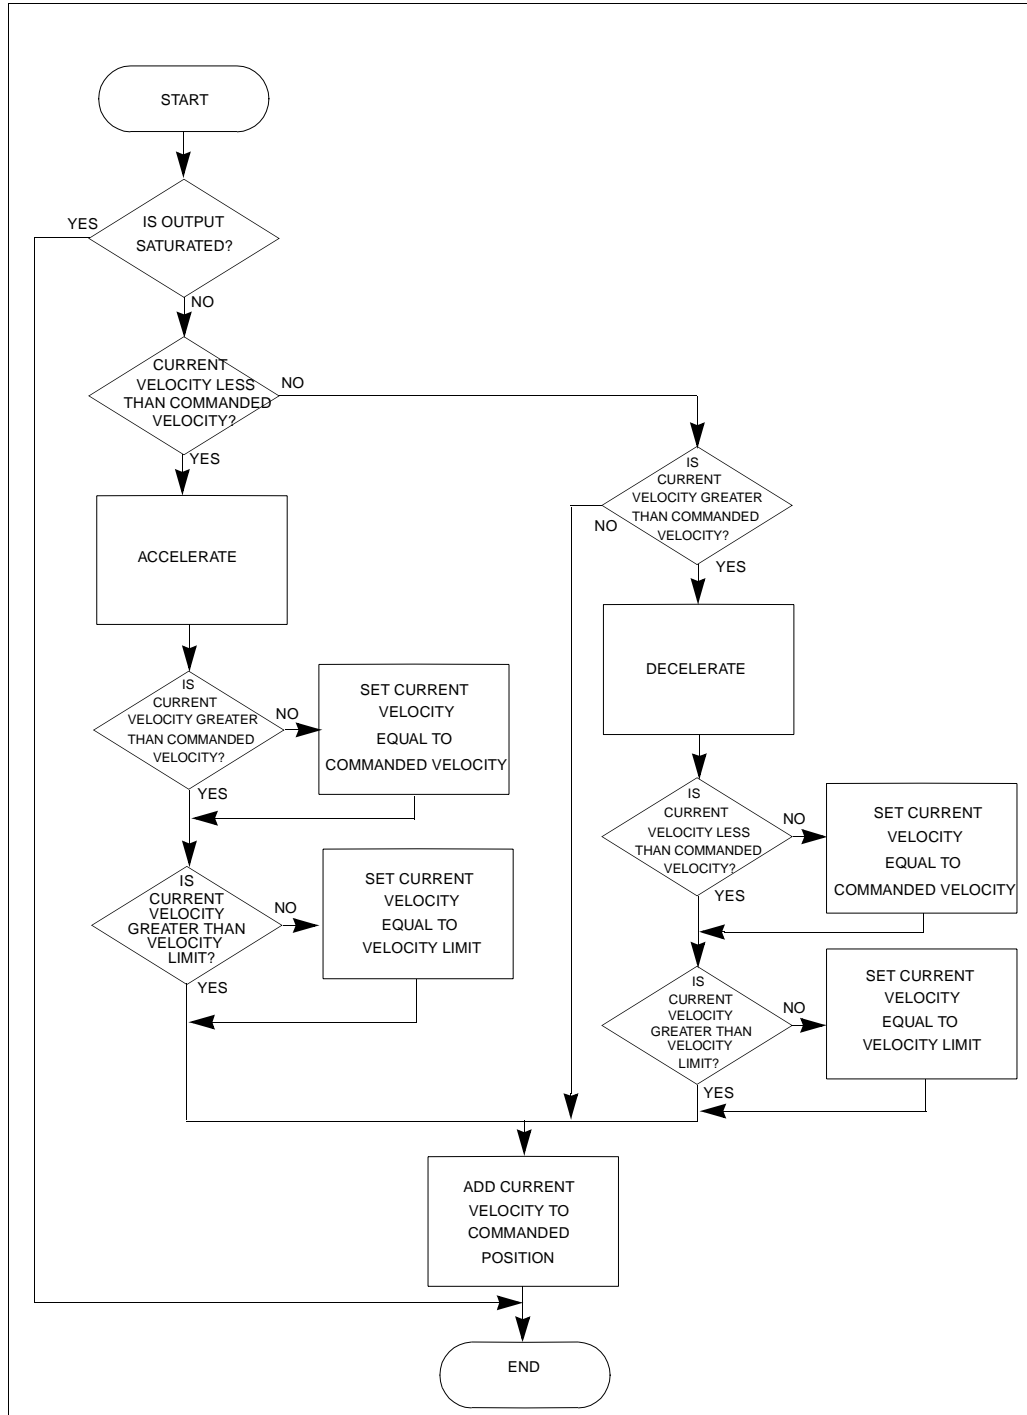 START
YES
IS OUTPUT
SATURATED?
NO
CURRENT
VELOCITY LESS
THAN COMMANDED
VELOCITY?
NO
YES
IS
CURRENT
VELOCITY GREATER
THAN COMMANDED
VELOCITY?
NO
YES
ACCELERATE
DECELERATE
IS
CURRENT
VELOCITY GREATER
THAN COMMANDED
VELOCITY?
NO
YES
SET CURRENT
VELOCITY
EQUAL TO
COMMANDED VELOCITY
IS
CURRENT
VELOCITY LESS
THAN COMMANDED
VELOCITY?
NO
YES
SET CURRENT
VELOCITY
EQUAL TO
COMMANDED VELOCITY
IS
CURRENT
VELOCITY
GREATER THAN
VELOCITY
LIMIT?
NO
YES
SET CURRENT
VELOCITY
EQUAL TO
VELOCITY LIMIT
IS
CURRENT
VELOCITY
GREATER THAN
VELOCITY
LIMIT?
NO
YES
SET CURRENT
VELOCITY
EQUAL TO
VELOCITY LIMIT
ADD CURRENT
VELOCITY TO
COMMANDED
POSITION
END